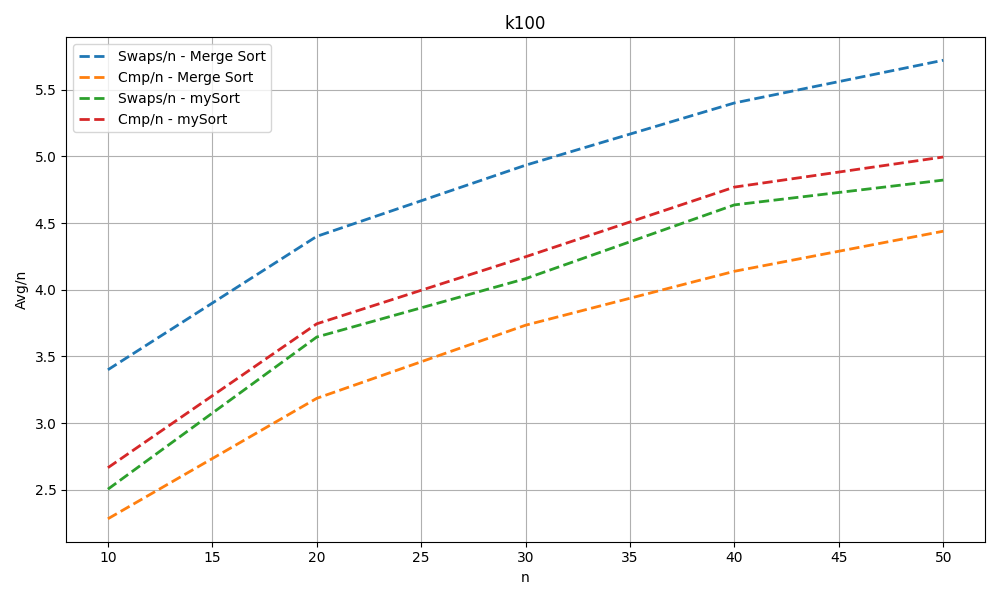 k100
Swaps/n - Merge Sort
Cmp/n - Merge Sort
Swaps/n - mySort
Cmp/n - mySort
Avg/n
5.5
5.0
4.5
4.0
3.5
3.0
2.5
10 15 20 25 30 35 40 45 50
n